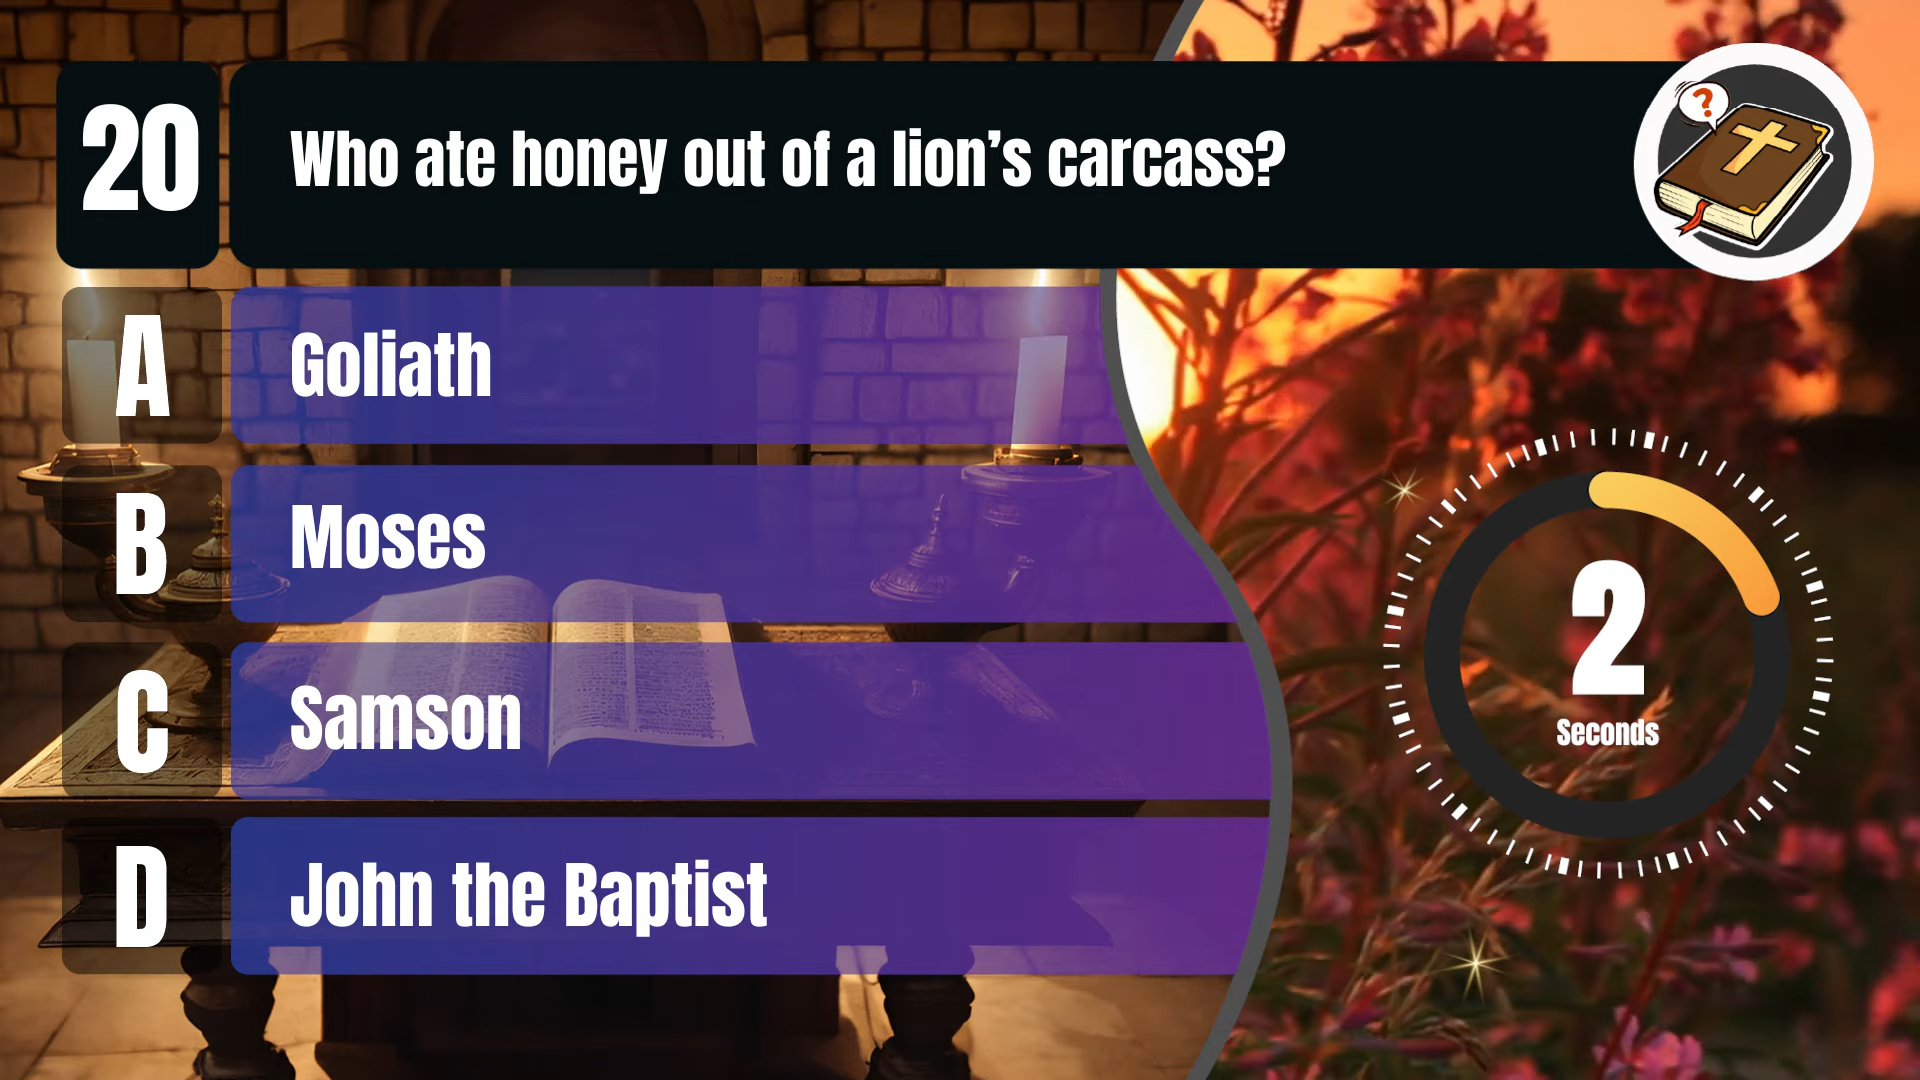 20
Who ate honey out of a lion’s carcass?
?
A
Goliath
B
Moses
C
Samson
D
John the Baptist
2
Seconds